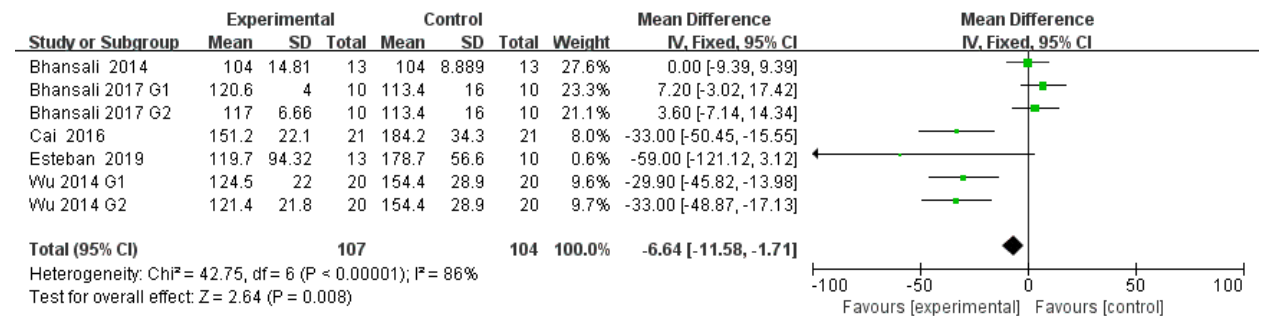 Experimental Control Mean Difference Mean Difference
Study or Subgroup Mean SD Total Mean SD Total Weight IV, Fixed, 95% CI IV, Fixed, 95% CI
Bhansali 2014 104 14.81 13 104 8.889 13 27.6% 0.00 [-9.39, 9.39]
Bhansali 2017 G1 120.6 4 10 113.4 16 10 23.3% 7.20 [-3.02, 17.42]
Bhansali 2017 G2 117 6.66 10 113.4 16 10 21.1% 3.60 [-7.14, 14.34]
Cai 2016 151.2 22.1 21 184.2 34.3 21 8.0% -33.00 [-50.45, -15.55]
Esteban 2019 119.7 94.32 13 178.7 56.6 10 0.6% -59.00 [-121.12, 3.12]
Wu 2014 G1 124.5 22 20 154.4 28.9 20 9.6% -29.90 [-45.82, -13.98]
Wu 2014 G2 121.4 21.8 20 154.4 28.9 20 9.7% -33.00 [-48.87, -17.13]
Total (95% CI) 107 104 100.0% -6.64 [-11.58, -1.71]
Heterogeneity: Chi² = 42.75, df = 6 (P < 0.00001); I² = 86%
Test for overall effect: Z = 2.64 (P = 0.008)
-100 -50 0 50 100
Favours [experimental] Favours [control]